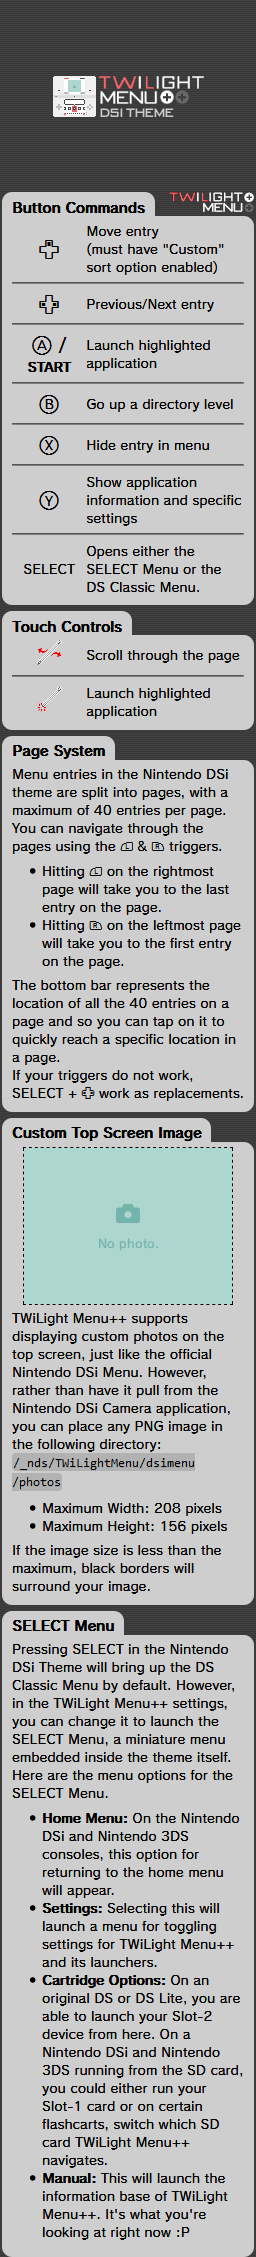 TWiLIGHT
MENU++
DSI THEME
TWiLIGHT
MENU++
Button Commands
Move entry
(must have "Custom"
sort option enabled)
Previous/Next entry
Ⓐ /
START
Launch highlighted
application
Ⓑ
Go up a directory level
Ⓧ
Hide entry in menu
Ⓨ
Show application
information and specific
settings
SELECT
Opens either the
SELECT Menu or the
DS Classic Menu.
Touch Controls
Scroll through the page
Launch highlighted
application
Page System
Menu entries in the Nintendo DSi
theme are split into pages, with a
maximum of 40 entries per page.
You can navigate through the
pages using the L & R triggers.
• Hitting L on the rightmost
page will take you to the last
entry on the page.
• Hitting R on the leftmost page
will take you to the first entry
on the page.
The bottom bar represents the
location of all the 40 entries on a
page and so you can tap on it to
quickly reach a specific location in
a page.
If your triggers do not work,
SELECT + work as replacements.
Custom Top Screen Image
No photo.
TWiLight Menu++ supports
displaying custom photos on the
top screen, just like the official
Nintendo DSi Menu. However,
rather than have it pull from the
Nintendo DSi Camera application,
you can place any PNG image in
the following directory:
/_nds/TWiLightMenu/dsimenu
/photos
• Maximum Width: 208 pixels
• Maximum Height: 156 pixels
If the image size is less than the
maximum, black borders will
surround your image.
SELECT Menu
Pressing SELECT in the Nintendo
DSi Theme will bring up the DS
Classic Menu by default. However,
in the TWiLight Menu++ settings,
you can change it to launch the
SELECT Menu, a miniature menu
embedded inside the theme itself.
Here are the menu options for the
SELECT Menu.
• Home Menu: On the Nintendo
DSi and Nintendo 3DS
consoles, this option for
returning to the home menu
will appear.
• Settings: Selecting this will
launch a menu for toggling
settings for TWiLight Menu++
and its launchers.
• Cartridge Options: On an
original DS or DS Lite, you are
able to launch your Slot-2
device from here. On a
Nintendo DSi and Nintendo
3DS running from the SD card,
you could either run your
Slot-1 card or on certain
flashcarts, switch which SD
card TWiLight Menu++
navigates.
• Manual: This will launch the
information base of TWiLight
Menu++. It's what you're
looking at right now :P